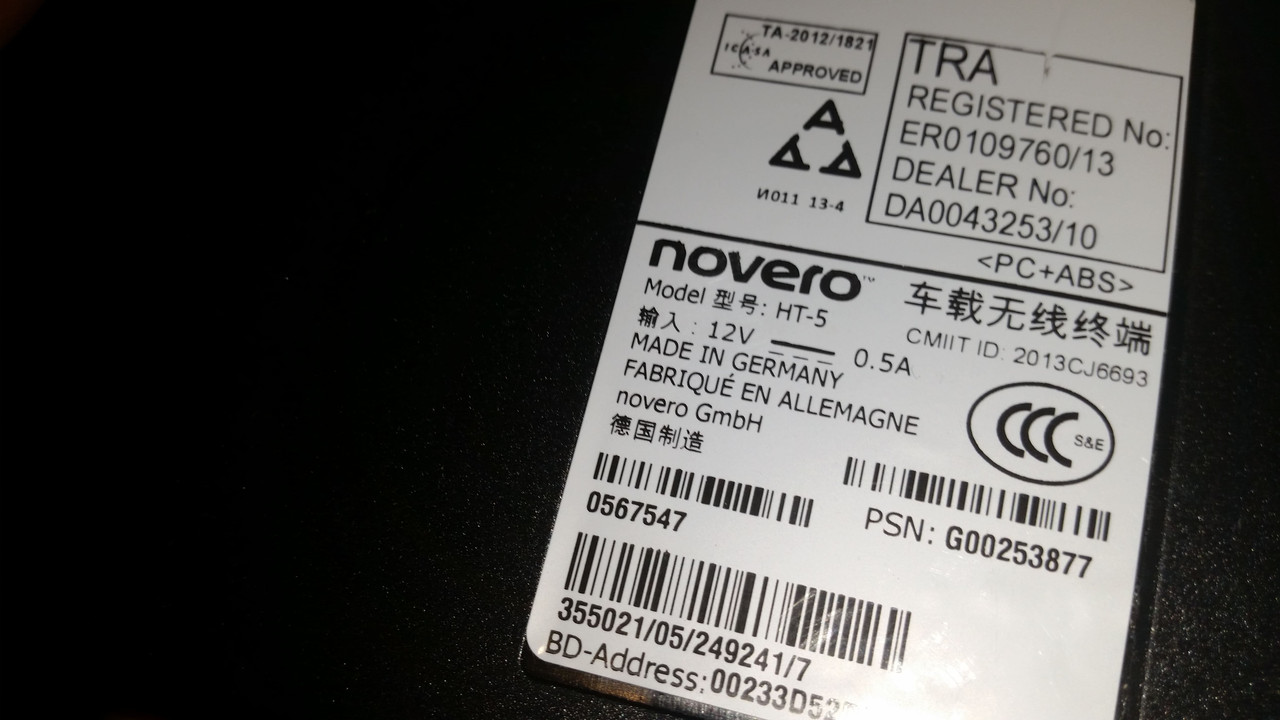 TA-2012/1821
ICASA
APPROVED
TRA
REGISTERED No:
ER0109760/13
DEALER No:
DA0043253/10
И011 13-4
<PC+ABS>
novero™
车载无线终端
Model 型号: HT-5
CMIIT ID: 2013CJ6693
输入: 12V 0.5A
MADE IN GERMANY
FABRIQUÉ EN ALLEMAGNE
novero GmbH
德国制造
CCC S&E
0567547
PSN: G00253877
355021/05/249241/7
BD-Address: